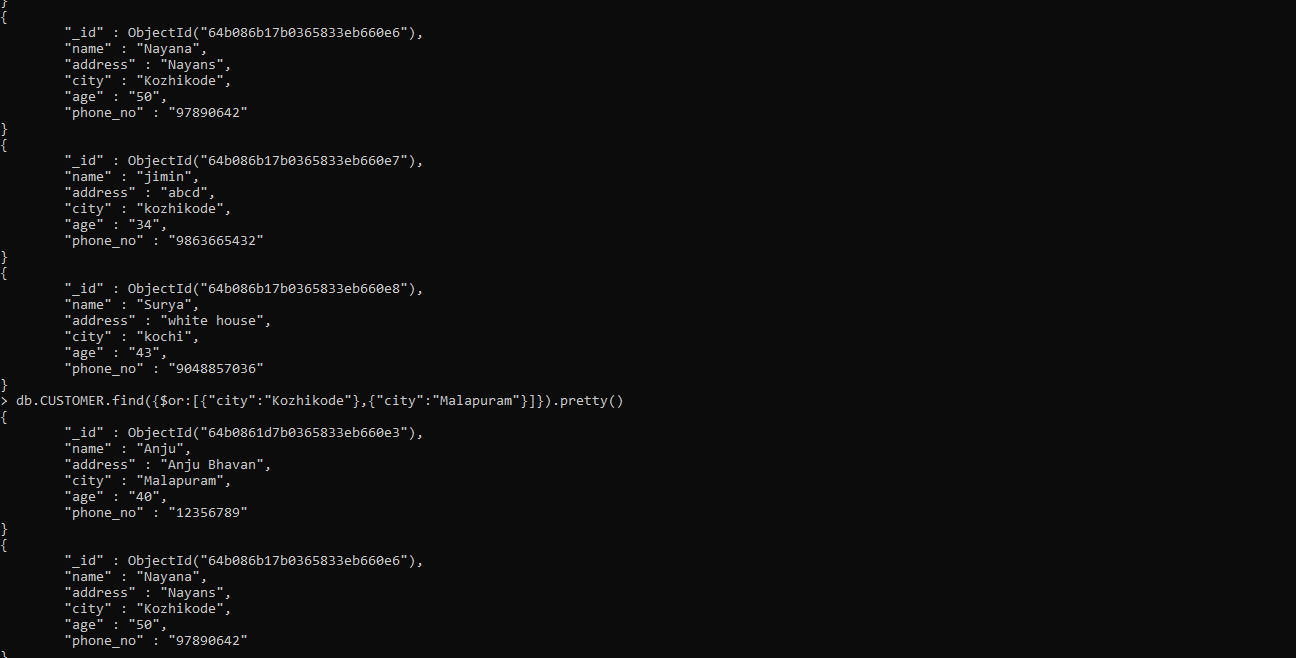 }
{
"_id" : ObjectId("64b086b17b0365833eb660e6"),
"name" : "Nayana",
"address" : "Nayans",
"city" : "Kozhikode",
"age" : "50",
"phone_no" : "97890642"
}
{
"_id" : ObjectId("64b086b17b0365833eb660e7"),
"name" : "jimin",
"address" : "abcd",
"city" : "kozhikode",
"age" : "34",
"phone_no" : "9863665432"
}
{
"_id" : ObjectId("64b086b17b0365833eb660e8"),
"name" : "Surya",
"address" : "white house",
"city" : "kochi",
"age" : "43",
"phone_no" : "9048857036"
}
> db.CUSTOMER.find({$or:[{"city":"Kozhikode"},{"city":"Malapuram"}]}).pretty()
{
"_id" : ObjectId("64b0861d7b0365833eb660e3"),
"name" : "Anju",
"address" : "Anju Bhavan",
"city" : "Malapuram",
"age" : "40",
"phone_no" : "12356789"
}
{
"_id" : ObjectId("64b086b17b0365833eb660e6"),
"name" : "Nayana",
"address" : "Nayans",
"city" : "Kozhikode",
"age" : "50",
"phone_no" : "97890642"
}